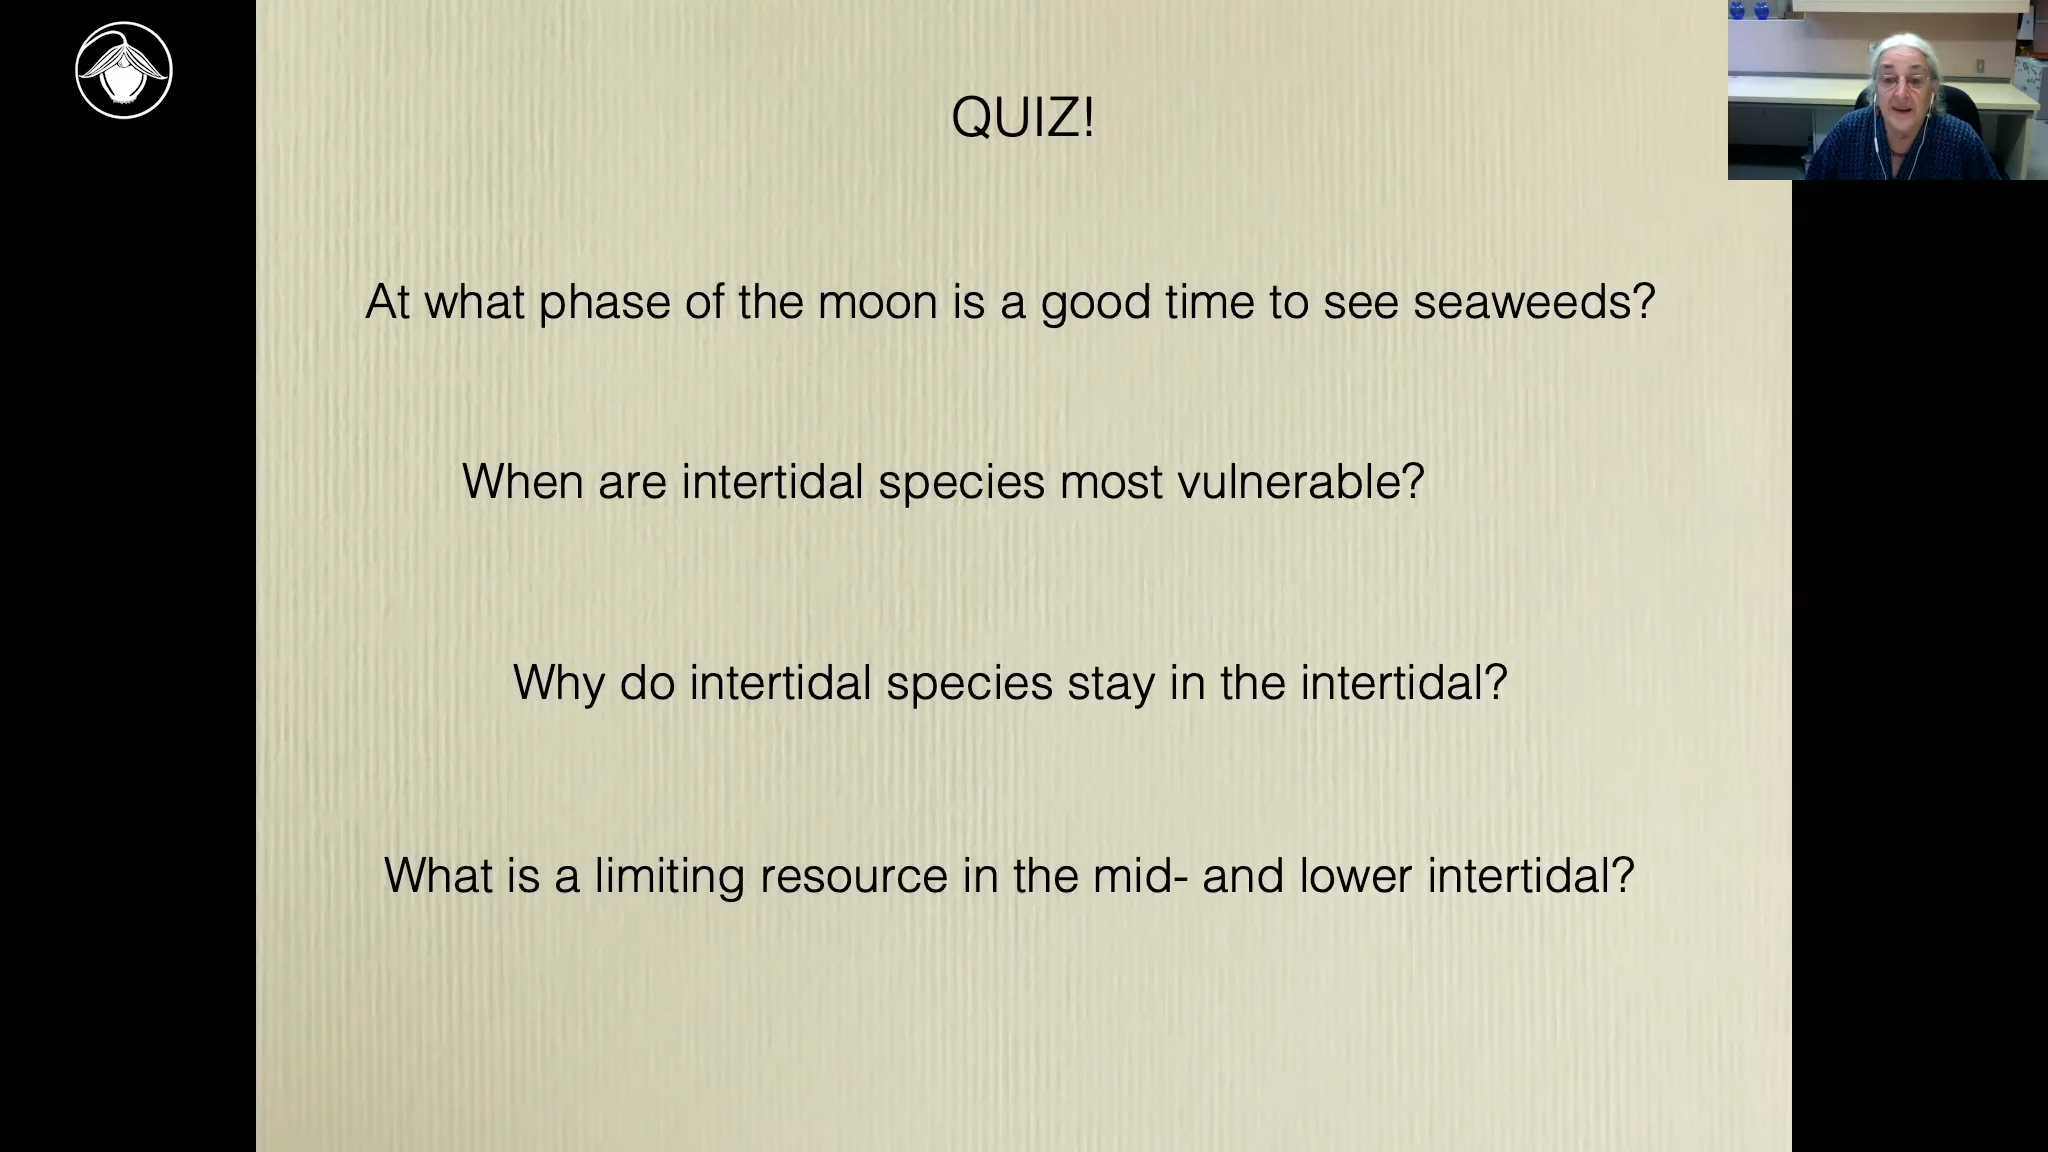 QUIZ!
At what phase of the moon is a good time to see seaweeds?
When are intertidal species most vulnerable?
Why do intertidal species stay in the intertidal?
What is a limiting resource in the mid- and lower intertidal?